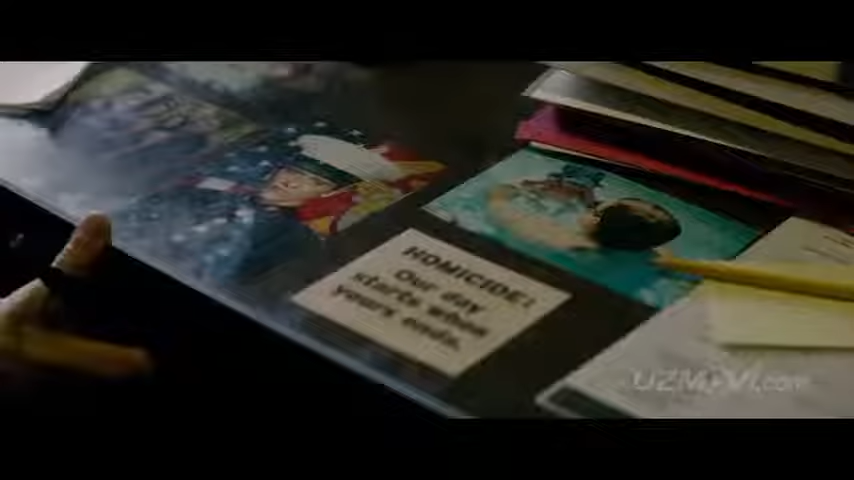 HOMICIDE:
Our day
starts when
yours ends.
UZMOVI.com